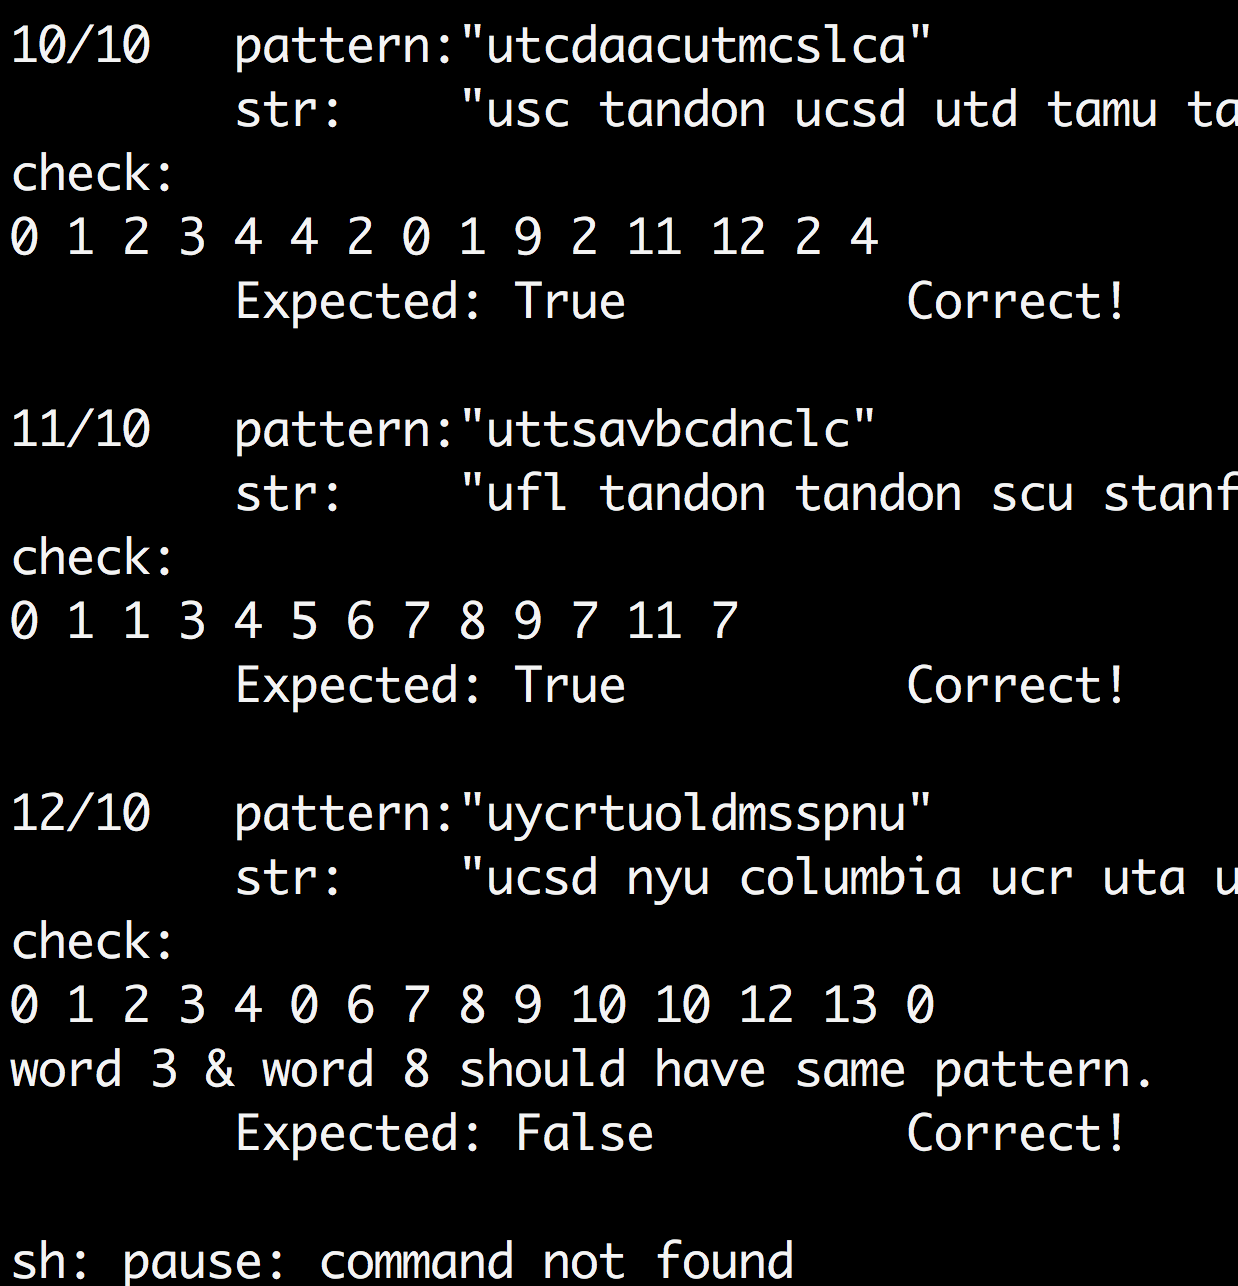 10/10   pattern:"utcdaacutmcslca"
        str:    "usc tandon ucsd utd tamu ta
check:
0 1 2 3 4 4 2 0 1 9 2 11 12 2 4
        Expected: True          Correct!
11/10   pattern:"uttsavbcdnclc"
        str:    "ufl tandon tandon scu stanf
check:
0 1 1 3 4 5 6 7 8 9 7 11 7
        Expected: True          Correct!
12/10   pattern:"uycrtuoldmsspnu"
        str:    "ucsd nyu columbia ucr uta u
check:
0 1 2 3 4 0 6 7 8 9 10 10 12 13 0
word 3 & word 8 should have same pattern.
        Expected: False         Correct!
sh: pause: command not found